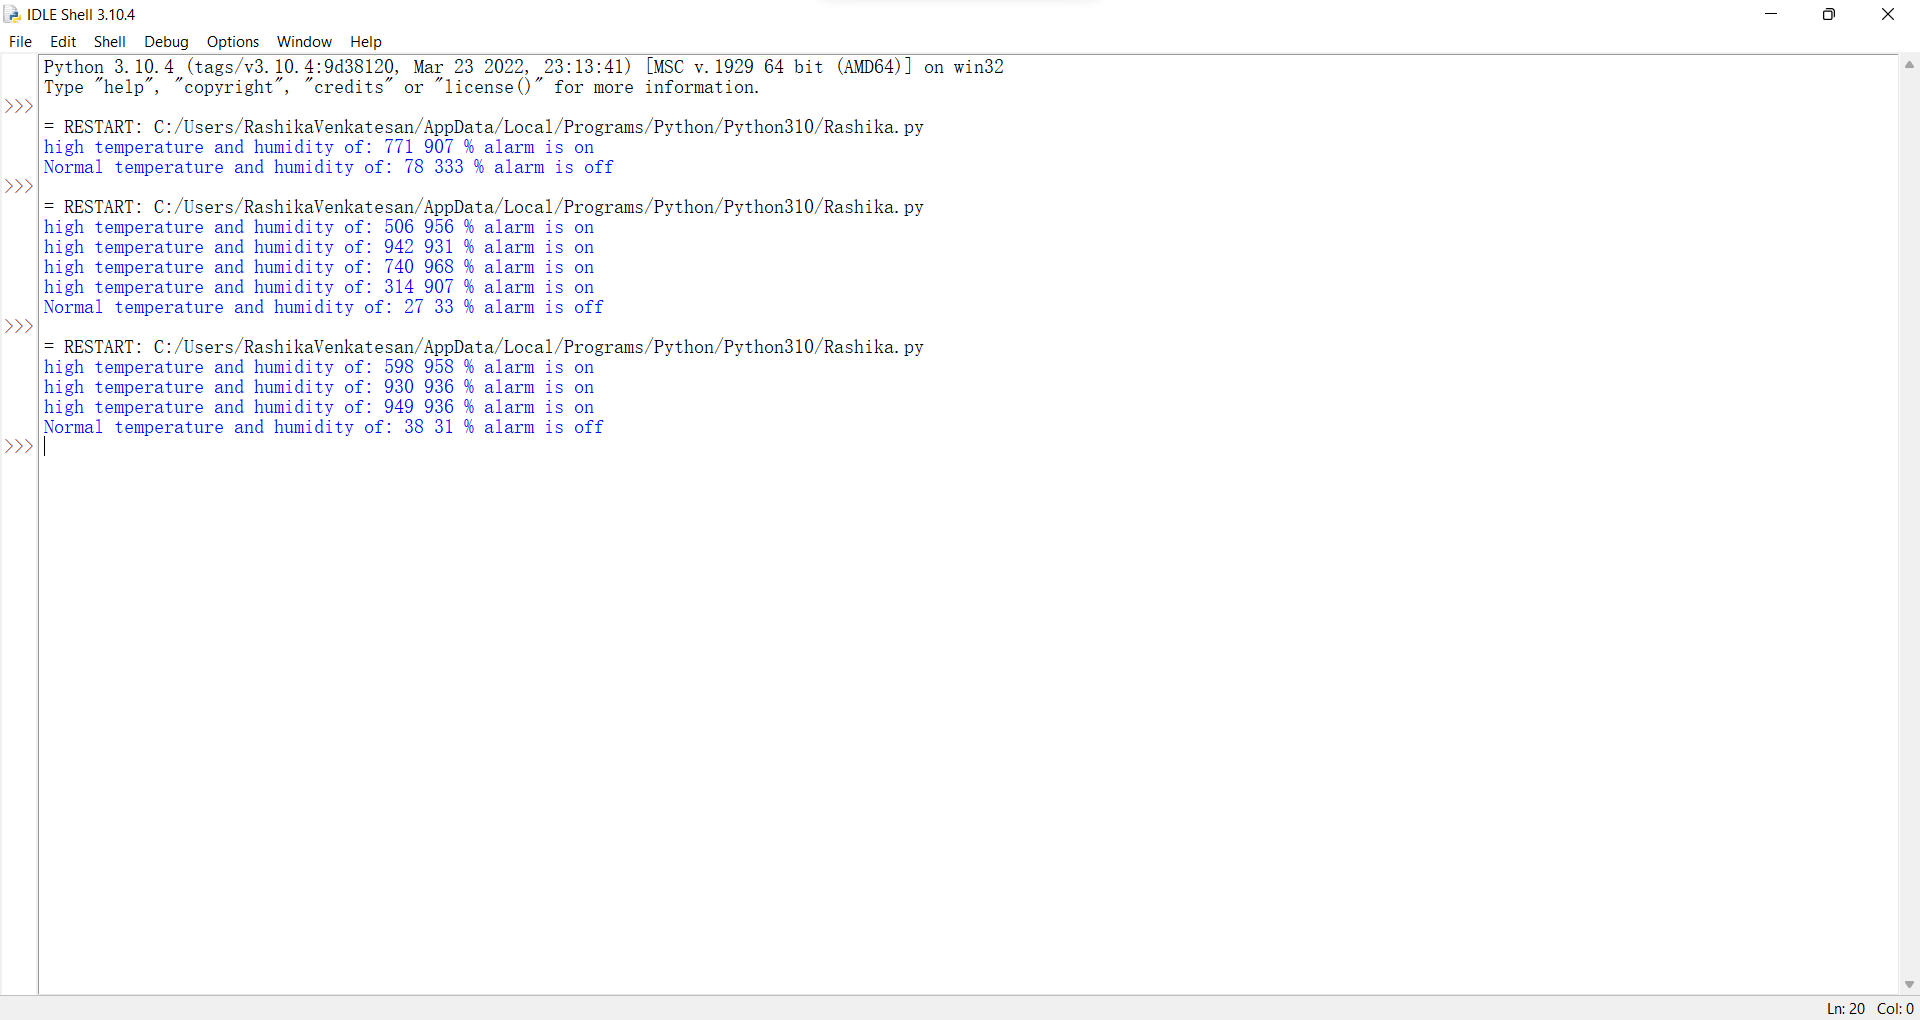 IDLE Shell 3.10.4
File Edit Shell Debug Options Window Help
Python 3.10.4 (tags/v3.10.4:9d38120, Mar 23 2022, 23:13:41) [MSC v.1929 64 bit (AMD64)] on win32
Type "help", "copyright", "credits" or "license()" for more information.
>>>
= RESTART: C:/Users/RashikaVenkatesan/AppData/Local/Programs/Python/Python310/Rashika.py
high temperature and humidity of: 771 907 % alarm is on
Normal temperature and humidity of: 78 333 % alarm is off
>>>
= RESTART: C:/Users/RashikaVenkatesan/AppData/Local/Programs/Python/Python310/Rashika.py
high temperature and humidity of: 506 956 % alarm is on
high temperature and humidity of: 942 931 % alarm is on
high temperature and humidity of: 740 968 % alarm is on
high temperature and humidity of: 314 907 % alarm is on
Normal temperature and humidity of: 27 33 % alarm is off
>>>
= RESTART: C:/Users/RashikaVenkatesan/AppData/Local/Programs/Python/Python310/Rashika.py
high temperature and humidity of: 598 958 % alarm is on
high temperature and humidity of: 930 936 % alarm is on
high temperature and humidity of: 949 936 % alarm is on
Normal temperature and humidity of: 38 31 % alarm is off
>>>
Ln: 20 Col: 0